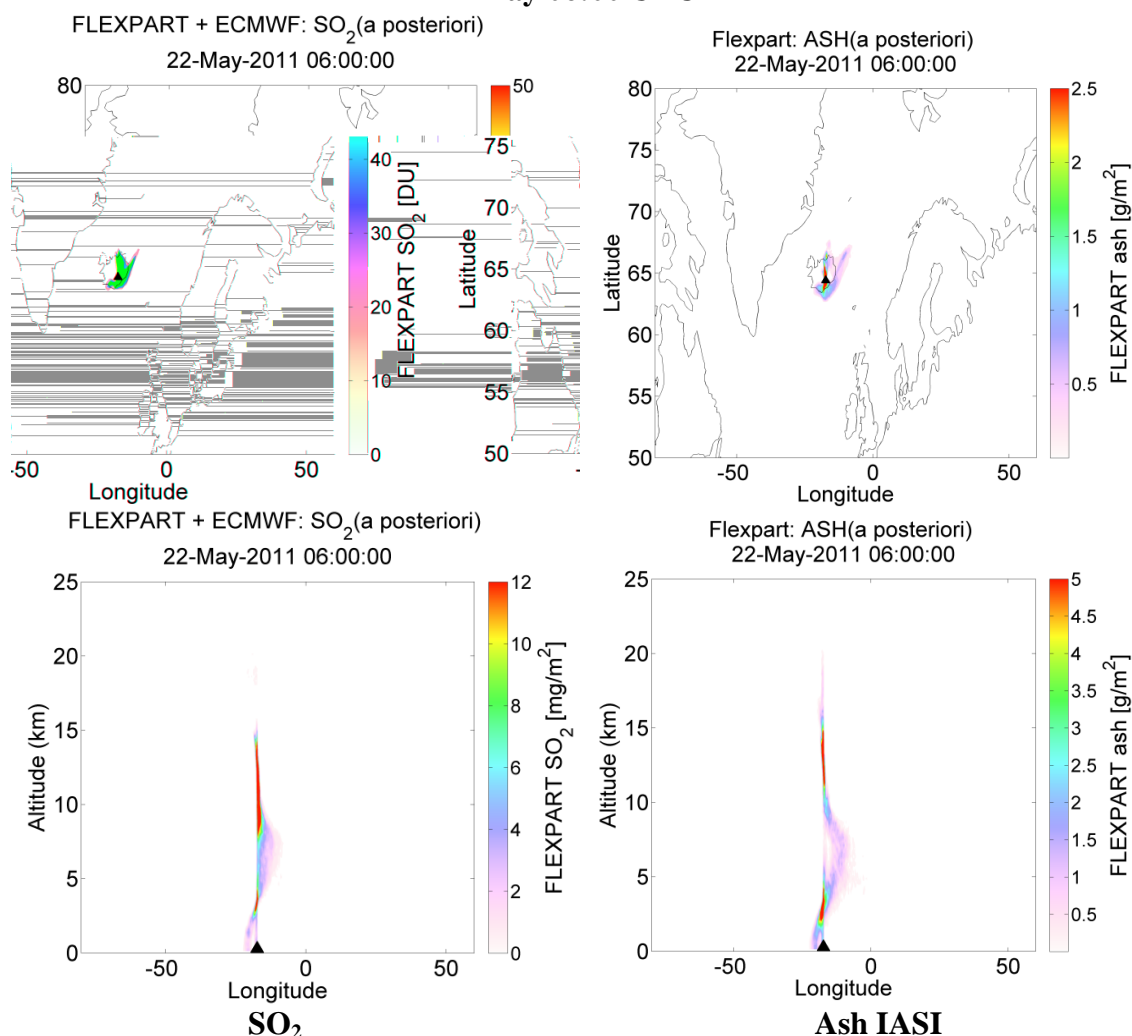 FLEXPART + ECMWF: SO2(a posteriori)
22-May-2011 06:00:00
80
50
40
30
20
10
0
FLEXPART SO2 [DU]
75
70
65
60
55
50
Latitude
-50 0 50
Longitude
Flexpart: ASH(a posteriori)
22-May-2011 06:00:00
80
75
70
65
60
55
50
Latitude
-50 0 50
Longitude
2.5
2
1.5
1
0.5
FLEXPART ash [g/m2]
FLEXPART + ECMWF: SO2(a posteriori)
22-May-2011 06:00:00
25
20
15
10
5
0
Altitude (km)
-50 0
Longitude
12
10
8
6
4
2
0
FLEXPART SO2 [mg/m2]
Flexpart: ASH(a posteriori)
22-May-2011 06:00:00
25
20
15
10
5
0
Altitude (km)
-50 0 50
Longitude
5
4.5
4
3.5
3
2.5
2
1.5
1
0.5
FLEXPART ash [g/m2]
SO2
Ash IASI